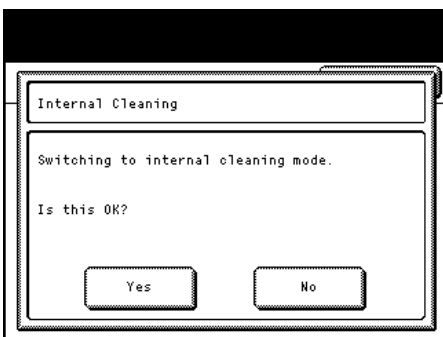 Internal Cleaning
Switching to internal cleaning mode.
Is this OK?
Yes
No